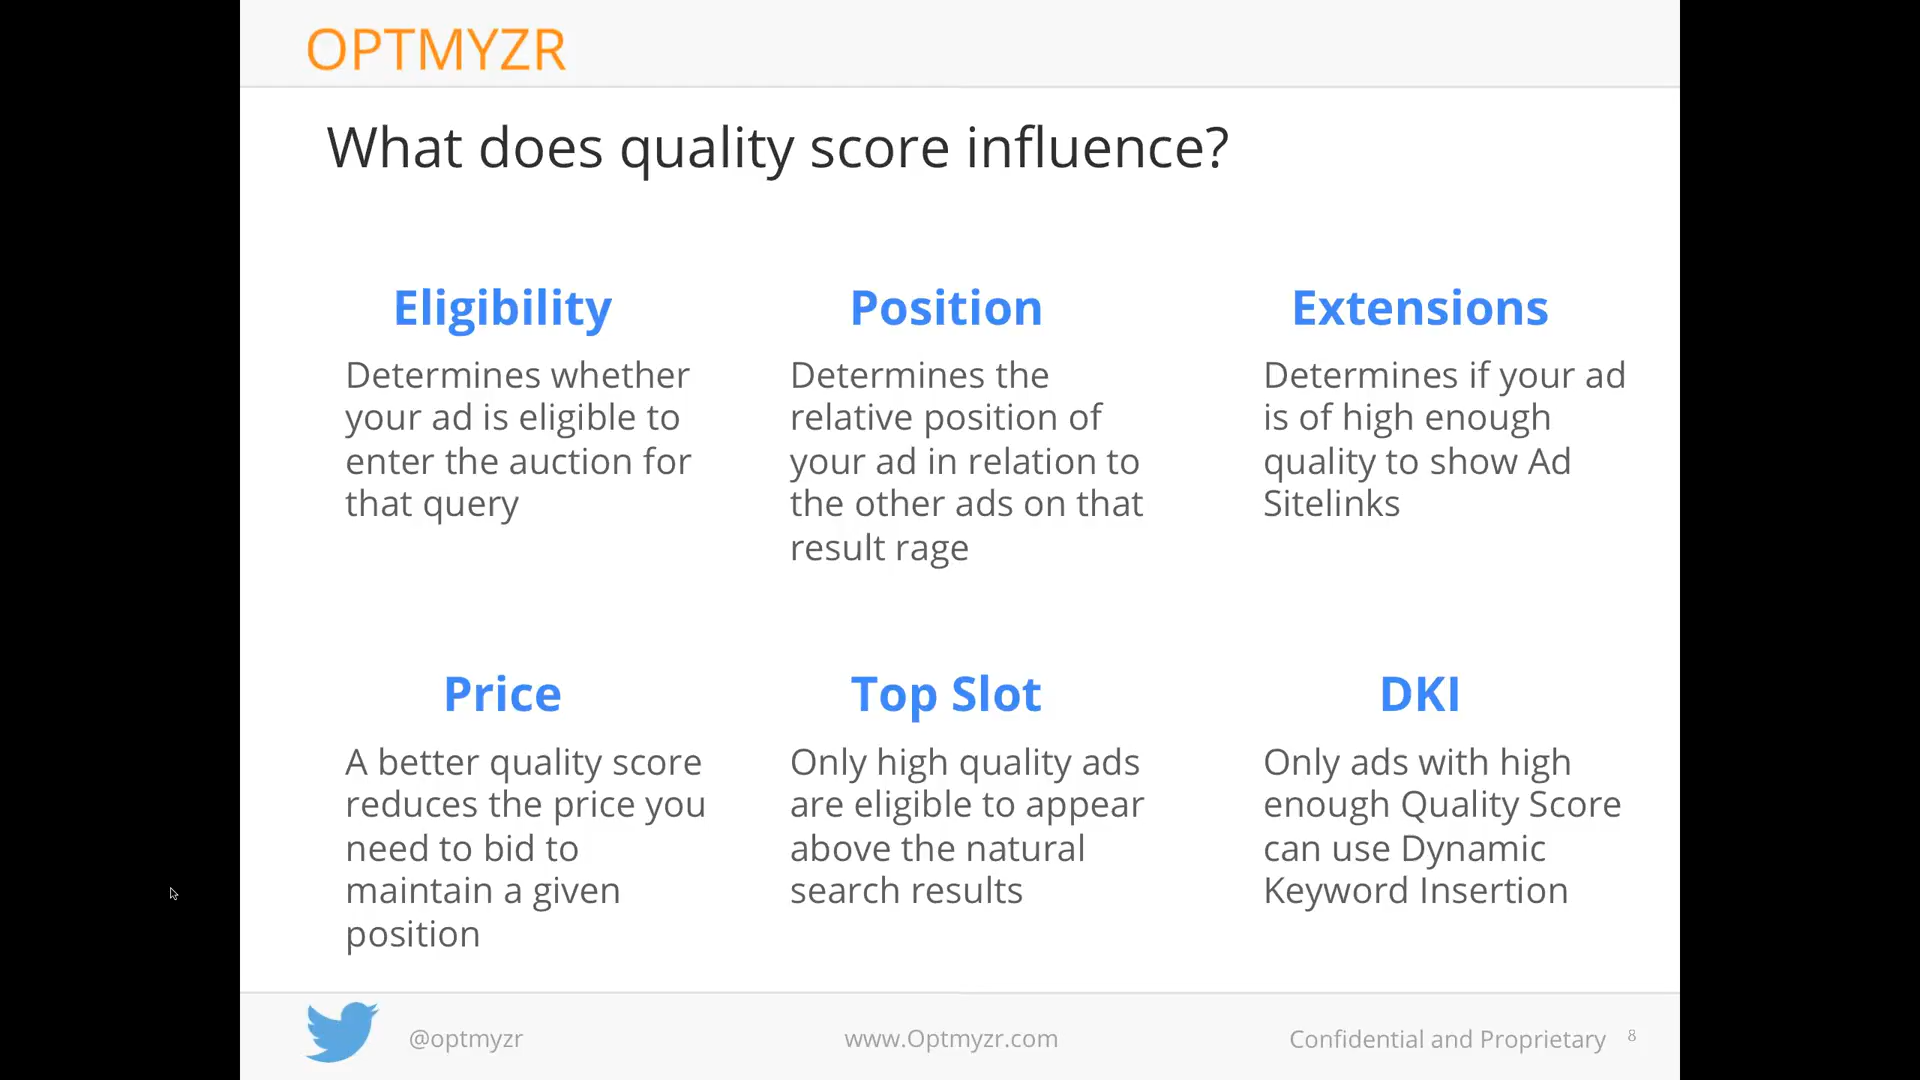 OPTMYZR
What does quality score influence?
Eligibility
Determines whether
your ad is eligible to
enter the auction for
that query
Position
Determines the
relative position of
your ad in relation to
the other ads on that
result rage
Extensions
Determines if your ad
is of high enough
quality to show Ad
Sitelinks
Price
A better quality score
reduces the price you
need to bid to
maintain a given
position
Top Slot
Only high quality ads
are eligible to appear
above the natural
search results
DKI
Only ads with high
enough Quality Score
can use Dynamic
Keyword Insertion
@optmyzr
www.Optmyzr.com
Confidential and Proprietary 8